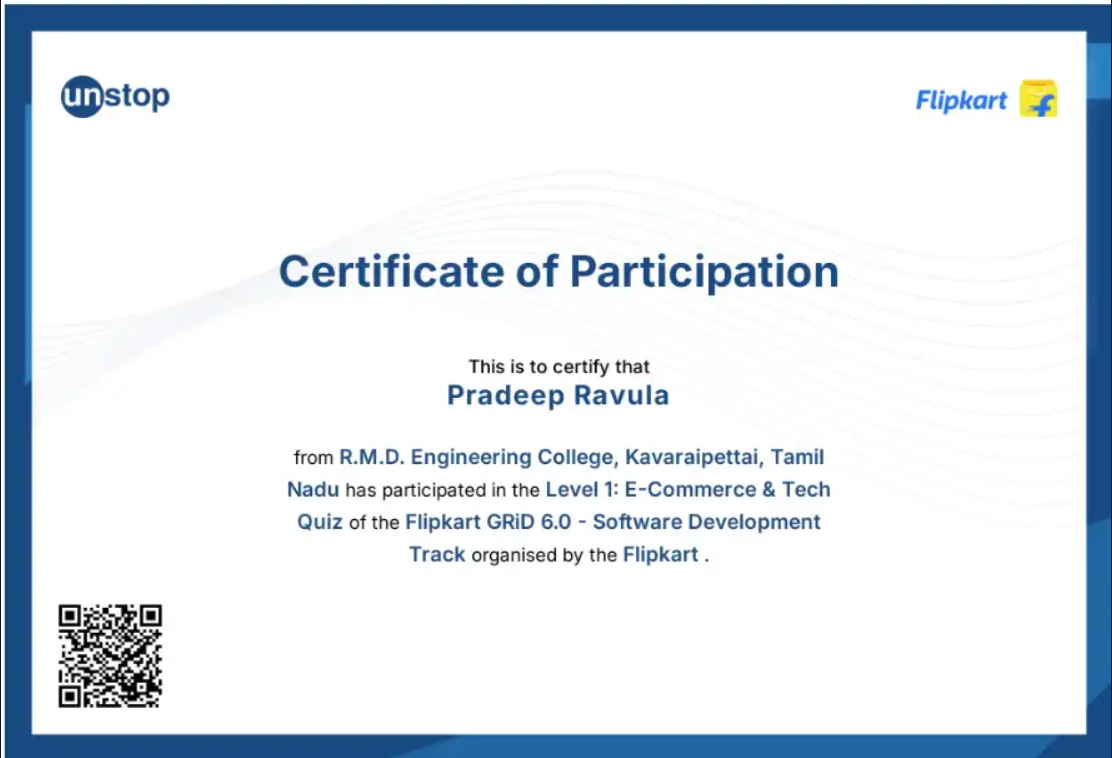 unstop
Flipkart
Certificate of Participation
This is to certify that
Pradeep Ravula
from R.M.D. Engineering College, Kavaraipettai, Tamil
Nadu has participated in the Level 1: E-Commerce & Tech
Quiz of the Flipkart GRiD 6.0 - Software Development
Track organised by the Flipkart .